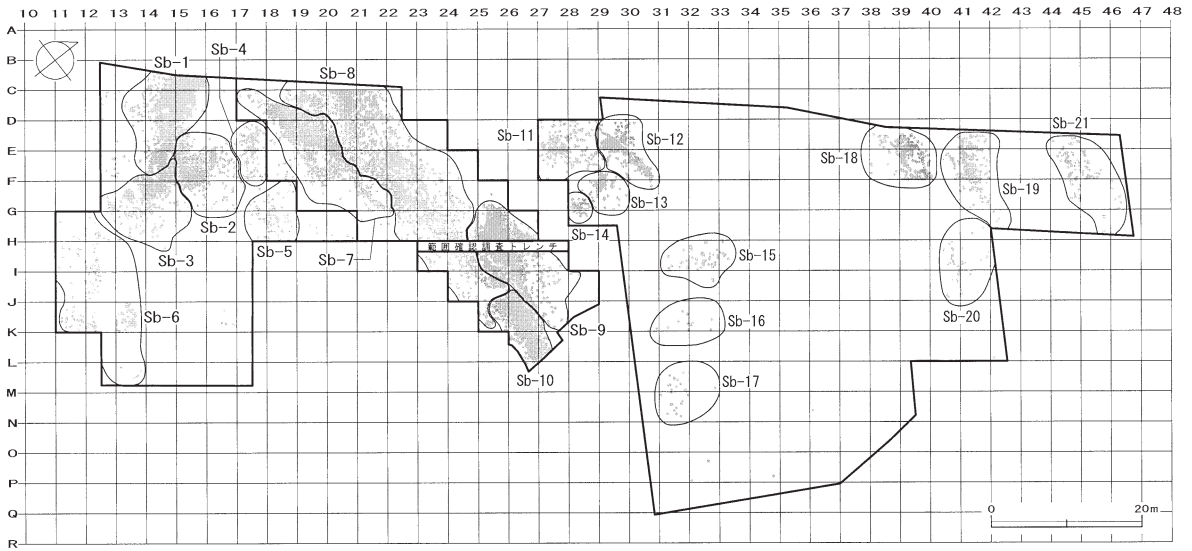 10 11 12 13 14 15 16 17 18 19 20 21 22 23 24 25 26 27 28 29 30 31 32 33 34 35 36 37 38 39 40 41 42 43 44 45 46 47 48
A
B
C
D
E
F
G
H
I
J
K
L
M
N
O
P
Q
R
Sb-4
Sb-1
Sb-8
Sb-21
Sb-11
Sb-12
Sb-18
Sb-19
Sb-13
Sb-2
Sb-14
Sb-3
Sb-5
Sb-7
範囲確認調査トレンチ
Sb-15
Sb-6
Sb-20
Sb-16
Sb-9
Sb-10
Sb-17
0 20m